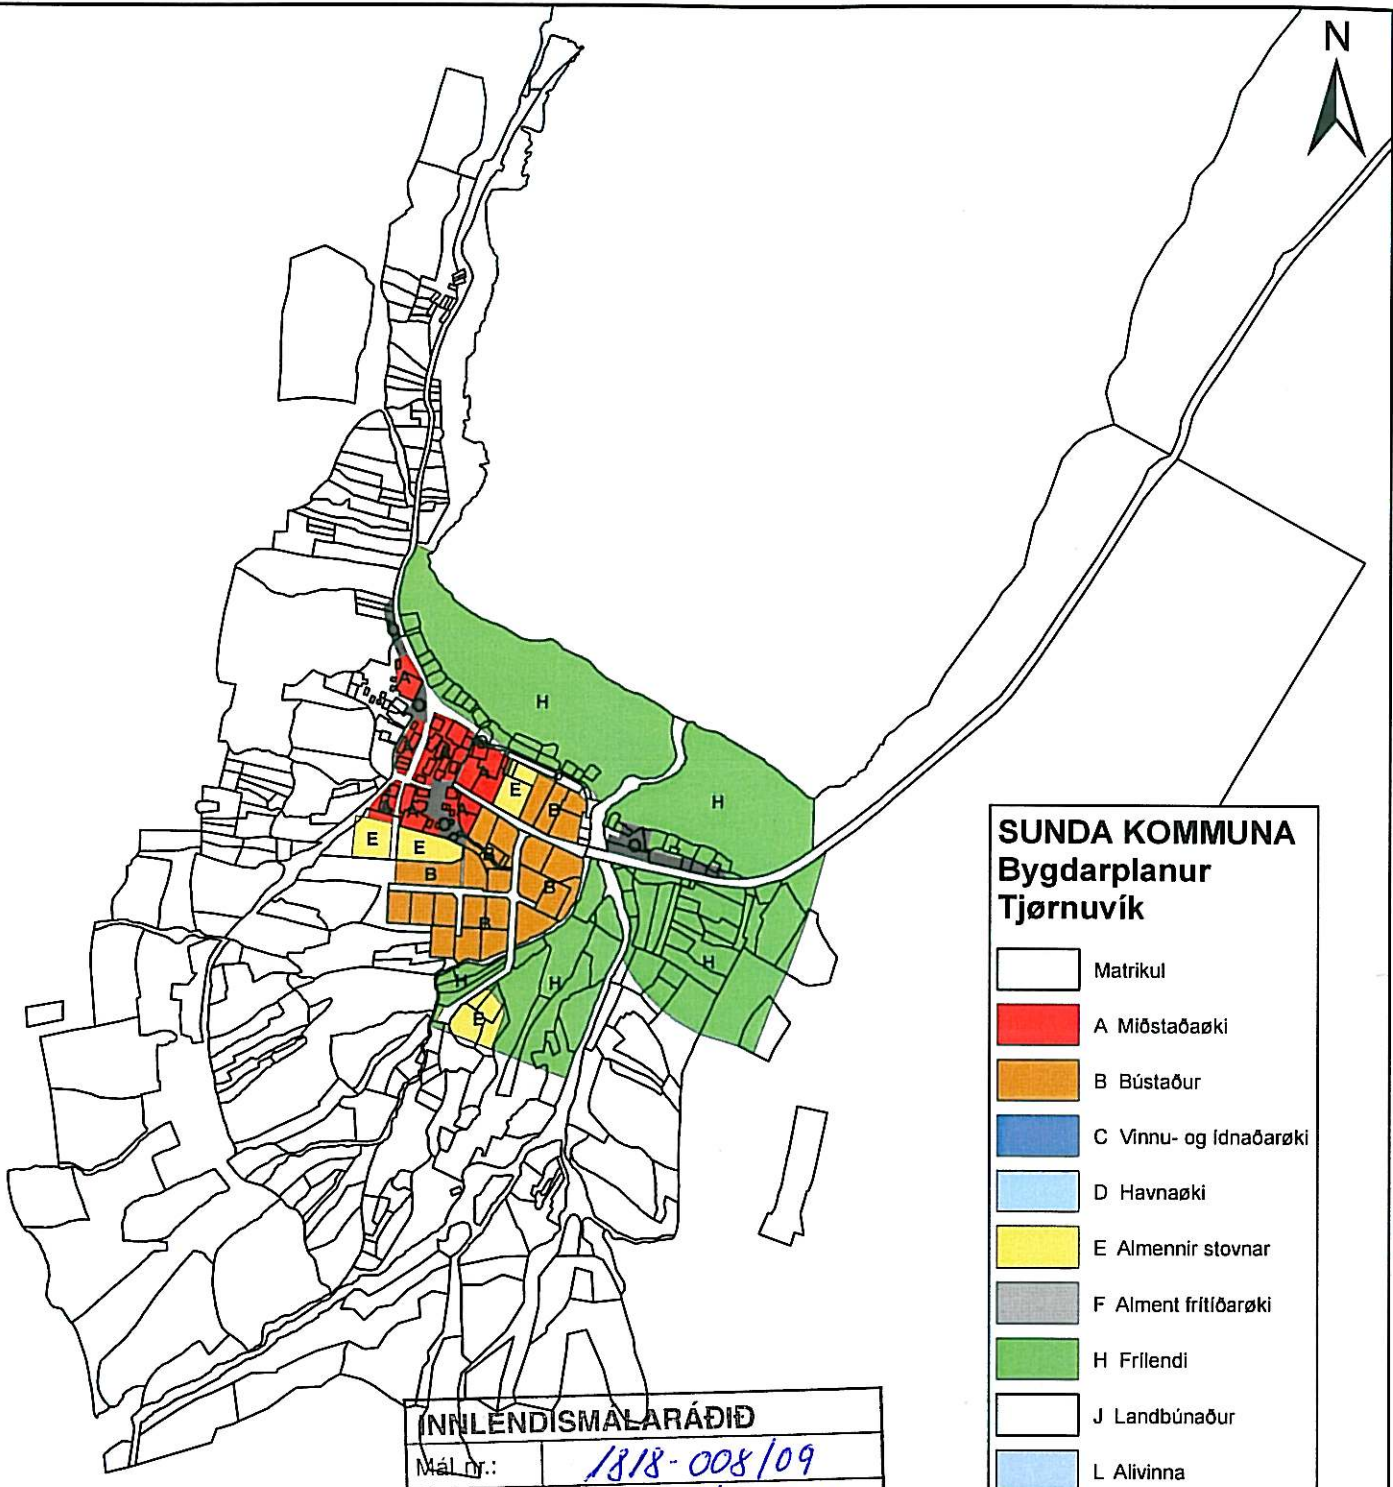 N
A
H
A
A
A
E
B
H
A
A
E
E
B
B
B
B
H
H
H
E
SUNDA KOMMUNA
Bygdarplanur
Tjørnuvík
Matrikul
A Miðstaðaøki
B Bústaður
C Vinnu- og ídnaðarøki
D Havnaøki
E Almennir stovnar
F Alment frítíðarøki
H Frílendi
J Landbúnaður
L Alivinna
INNLENDISMÁLARÁÐIÐ
Mál nr.: 1818-008/09